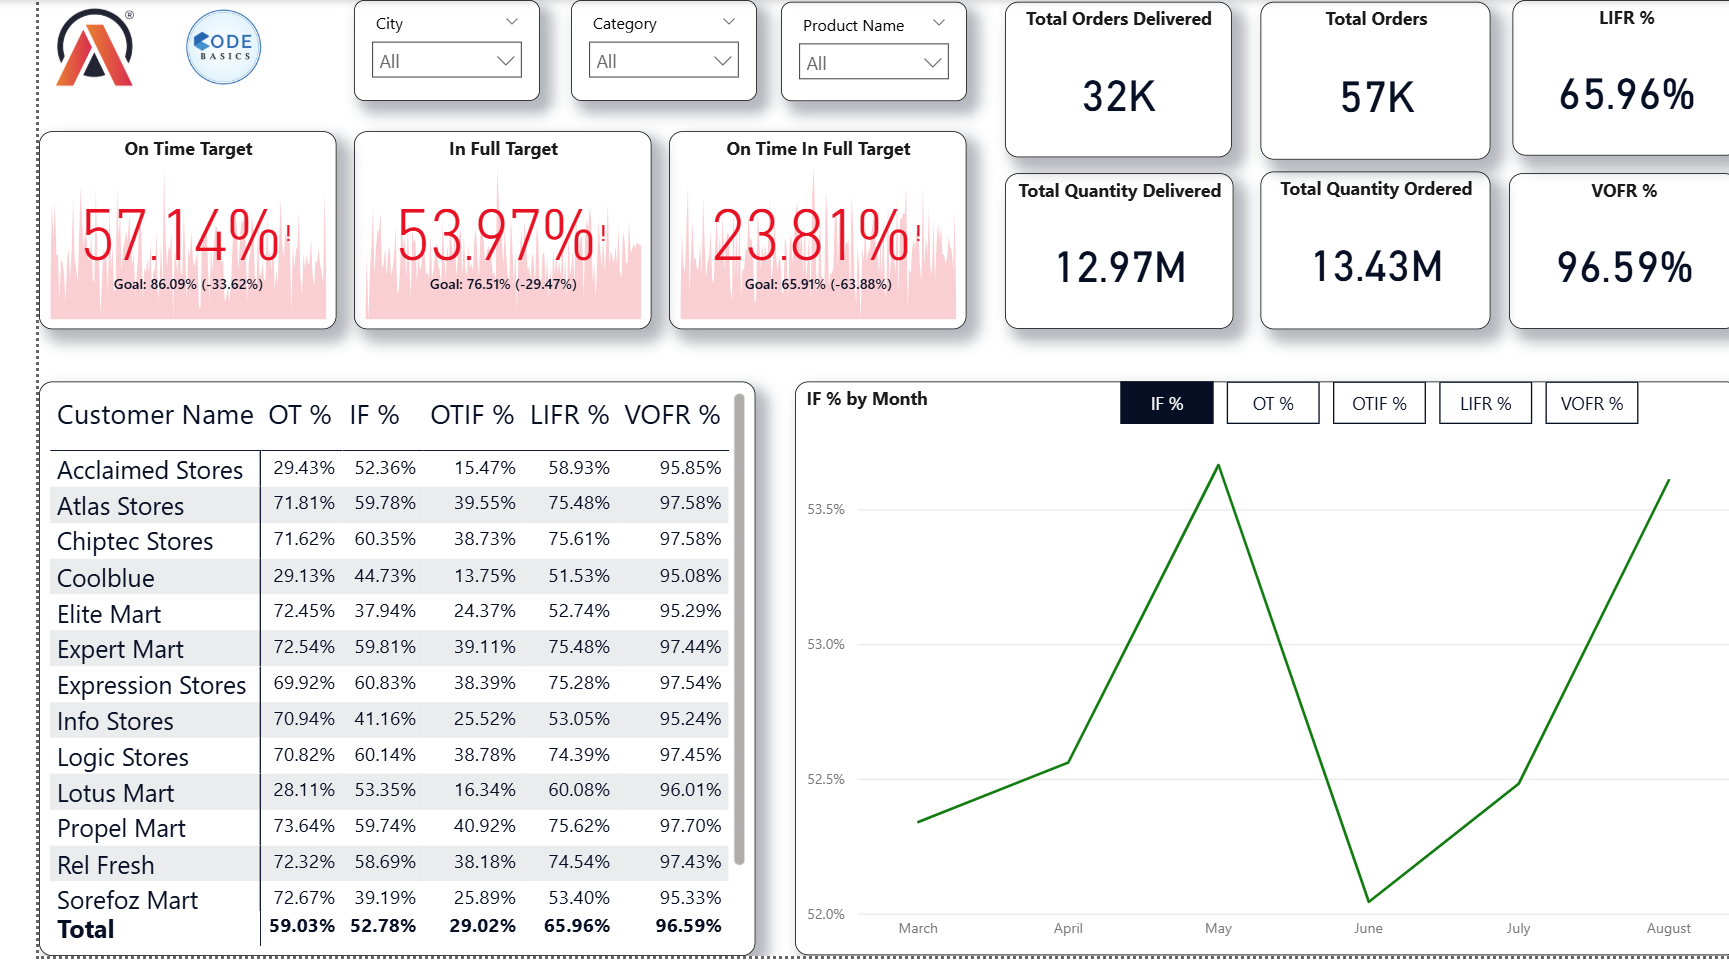 ®
CODE
BASICS
City
All
Category
All
Product Name
All
Total Orders Delivered
32K
Total Orders
57K
LIFR %
65.96%
On Time Target
57.14%!
Goal: 86.09% (-33.62%)
In Full Target
53.97%!
Goal: 76.51% (-29.47%)
On Time In Full Target
23.81%!
Goal: 65.91% (-63.88%)
Total Quantity Delivered
12.97M
Total Quantity Ordered
13.43M
VOFR %
96.59%
Customer Name OT % IF % OTIF % LIFR % VOFR %
Acclaimed Stores 29.43% 52.36% 15.47% 58.93% 95.85%
Atlas Stores 71.81% 59.78% 39.55% 75.48% 97.58%
Chiptec Stores 71.62% 60.35% 38.73% 75.61% 97.58%
Coolblue 29.13% 44.73% 13.75% 51.53% 95.08%
Elite Mart 72.45% 37.94% 24.37% 52.74% 95.29%
Expert Mart 72.54% 59.81% 39.11% 75.48% 97.44%
Expression Stores 69.92% 60.83% 38.39% 75.28% 97.54%
Info Stores 70.94% 41.16% 25.52% 53.05% 95.24%
Logic Stores 70.82% 60.14% 38.78% 74.39% 97.45%
Lotus Mart 28.11% 53.35% 16.34% 60.08% 96.01%
Propel Mart 73.64% 59.74% 40.92% 75.62% 97.70%
Rel Fresh 72.32% 58.69% 38.18% 74.54% 97.43%
Sorefoz Mart 72.67% 39.19% 25.89% 53.40% 95.33%
Total 59.03% 52.78% 29.02% 65.96% 96.59%
IF % by Month
IF % OT % OTIF % LIFR % VOFR %
53.5%
53.0%
52.5%
52.0%
March April May June July August